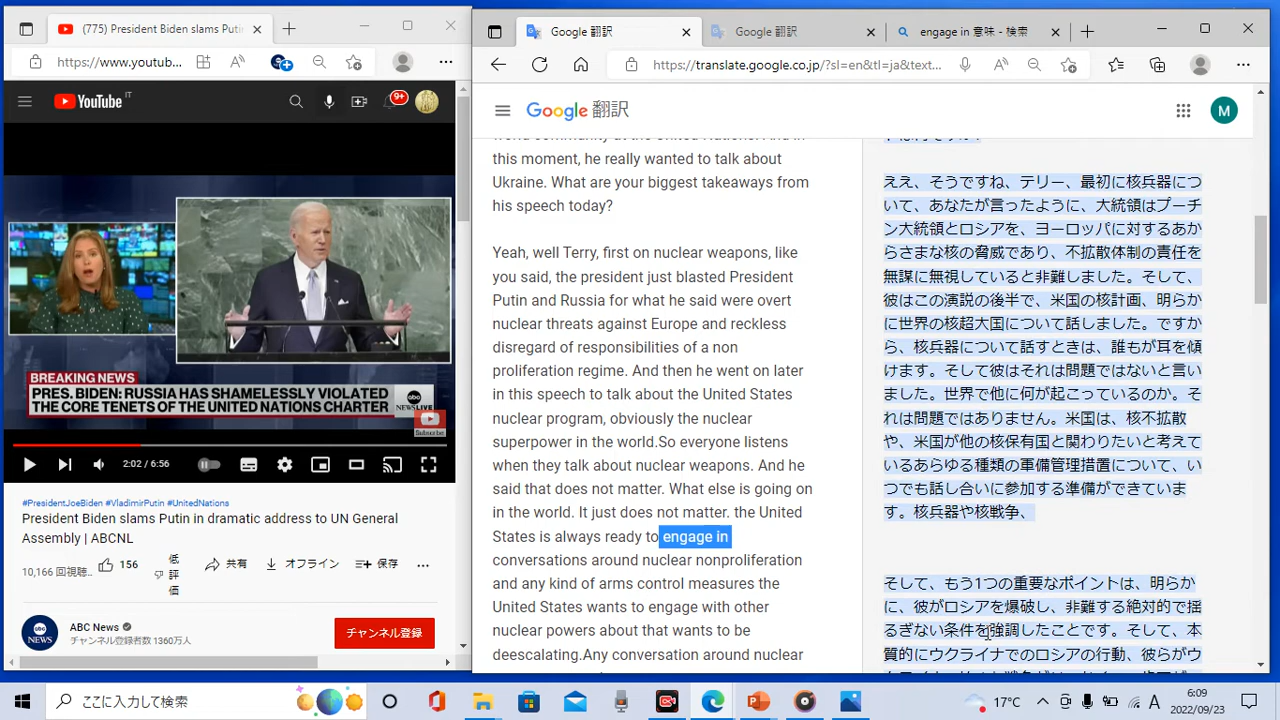 (775) President Biden slams Puti
https://www.youtub...
YouTube IT
9+
BREAKING NEWS
PRES. BIDEN: RUSSIA HAS SHAMELESSLY VIOLATED
THE CORE TENETS OF THE UNITED NATIONS CHARTER
abc NEWS LIVE
Subscribe
2:02 / 6:56
#PresidentJoeBiden #VladimirPutin #UnitedNations
President Biden slams Putin in dramatic address to UN General
Assembly | ABCNL
10,166 回視聴...
156
低評価
共有
オフライン
保存
ABC News
チャンネル登録者数 1360万人
チャンネル登録
Google 翻訳
Google 翻訳
engage in 意味 - 検索
https://translate.google.co.jp/?sl=en&tl=ja&text...
Google 翻訳
M
world community at the United Nations. And in
this moment, he really wanted to talk about
Ukraine. What are your biggest takeaways from
his speech today?
Yeah, well Terry, first on nuclear weapons, like
you said, the president just blasted President
Putin and Russia for what he said were overt
nuclear threats against Europe and reckless
disregard of responsibilities of a non
proliferation regime. And then he went on later
in this speech to talk about the United States
nuclear program, obviously the nuclear
superpower in the world.So everyone listens
when they talk about nuclear weapons. And he
said that does not matter. What else is going on
in the world. It just does not matter. the United
States is always ready to engage in
conversations around nuclear nonproliferation
and any kind of arms control measures the
United States wants to engage with other
nuclear powers about that wants to be
deescalating.Any conversation around nuclear
ええ、そうですね、テリー、最初に核兵器につ
いて、あなたが言ったように、大統領はプーチ
ン大統領とロシアを、ヨーロッパに対するあか
らさまな核の脅威であり、不拡散体制の責任を
無謀に無視していると非難しました。そして、
彼はこの演説の後半で、米国の核計画、明らか
に世界の核超大国について話しました。ですか
ら、核兵器について話すときは、誰もが耳を傾
けます。そして彼はそれは問題ではないと言い
ました。世界で他に何が起こっているのか。そ
れは問題ではありません。米国は、核不拡散
や、米国が他の核保有国と関わりたいと考えて
いるあらゆる種類の軍備管理措置について、い
つでも話し合いに参加する準備ができていま
す。核兵器や核戦争、
そして、もう1つの重要なポイントは、明らか
に、彼がロシアを爆破し、非難する絶対的で揺
るぎない条件を強調したことです。そして、本
質的にウクライナでのロシアの行動、彼らがウ
ここに入力して検索
17°C
A
6:09
2022/09/23